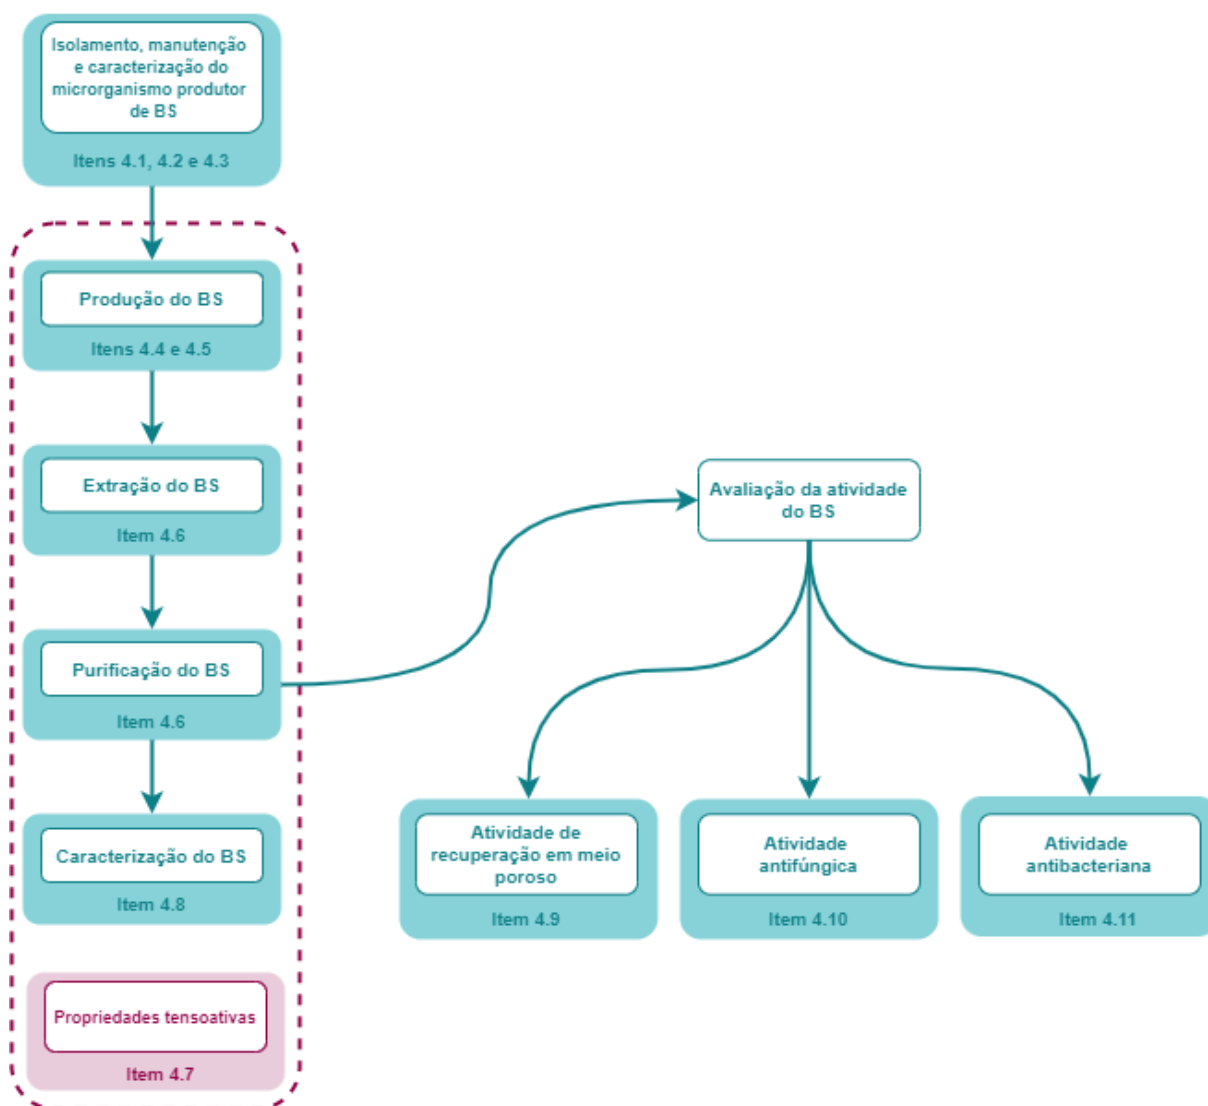 Isolamento, manutenção
e caracterização do
microrganismo produtor
de BS
Itens 4.1, 4.2 e 4.3
Produção do BS
Itens 4.4 e 4.5
Extração do BS
Item 4.6
Purificação do BS
Item 4.6
Caracterização do BS
Item 4.8
Propriedades tensoativas
Item 4.7
Avaliação da atividade
do BS
Atividade de
recuperação em meio
poroso
Item 4.9
Atividade
antifúngica
Item 4.10
Atividade
antibacteriana
Item 4.11